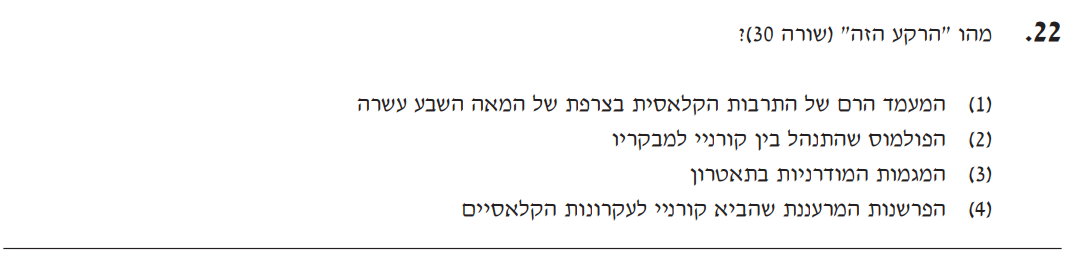 22. מהו "הרקע הזה" (שורה 30)?
(1) המעמד הרם של התרבות הקלאסית בצרפת של המאה השבע עשרה
(2) הפולמוס שהתנהל בין קורניי למבקריו
(3) המגמות המודרניות בתאטרון
(4) הפרשנות המרעננת שהביא קורניי לעקרונות הקלאסיים